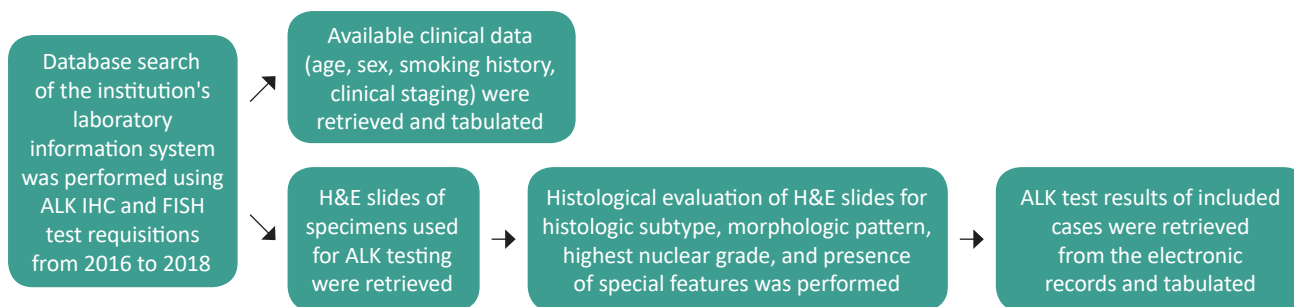 Database search
of the institution's
laboratory
information system
was performed using
ALK IHC and FISH
test requisitions
from 2016 to 2018
Available clinical data
(age, sex, smoking history,
clinical staging) were
retrieved and tabulated
H&E slides of
specimens used
for ALK testing
were retrieved
Histological evaluation of H&E slides for
histologic subtype, morphologic pattern,
highest nuclear grade, and presence
of special features was performed
ALK test results of included
cases were retrieved
from the electronic
records and tabulated